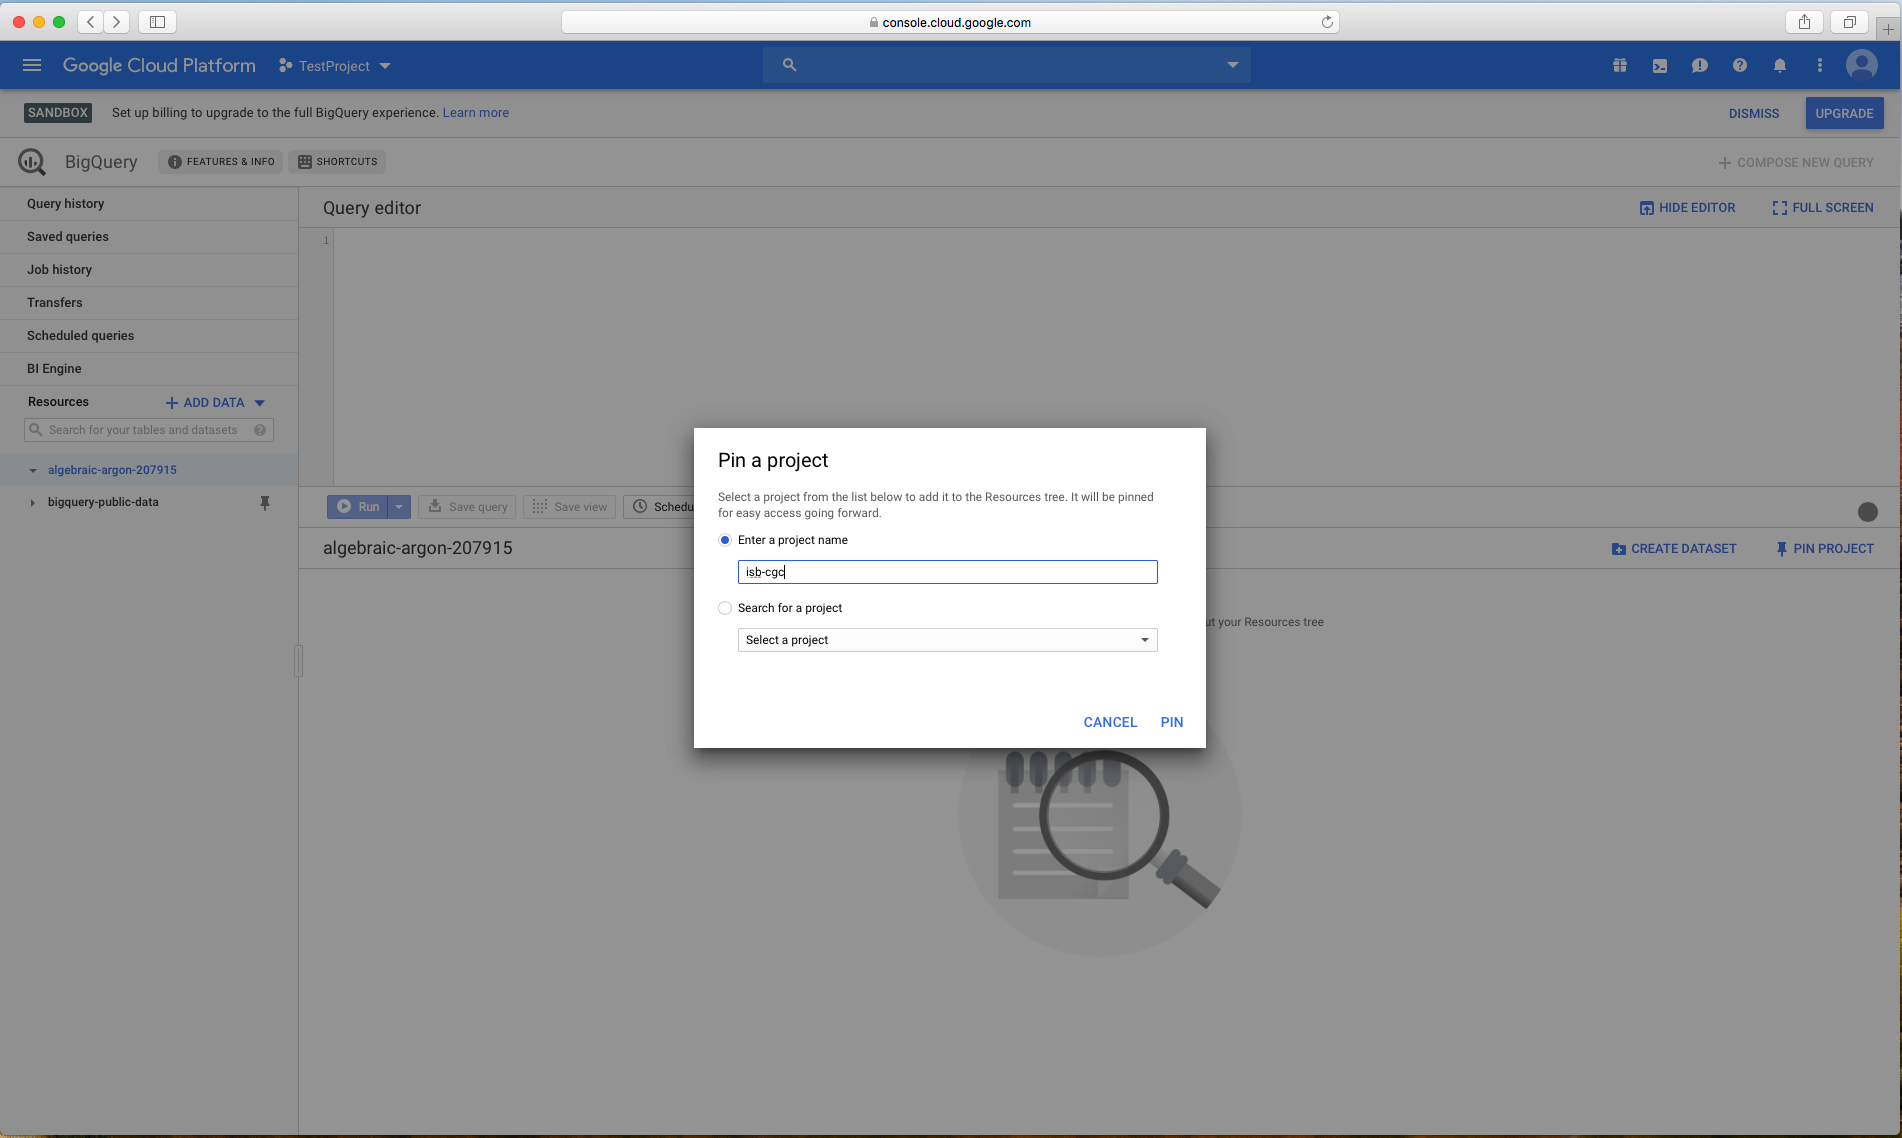 console.cloud.google.com
Google Cloud Platform
TestProject
SANDBOX
Set up billing to upgrade to the full BigQuery experience. Learn more
DISMISS
UPGRADE
BigQuery
FEATURES & INFO
SHORTCUTS
COMPOSE NEW QUERY
Query history
Saved queries
Job history
Transfers
Scheduled queries
BI Engine
Resources
ADD DATA
Search for your tables and datasets
algebraic-argon-207915
bigquery-public-data
Query editor
HIDE EDITOR
FULL SCREEN
1
Run
Save query
Save view
Schedu
algebraic-argon-207915
CREATE DATASET
PIN PROJECT
ut your Resources tree
Pin a project
Select a project from the list below to add it to the Resources tree. It will be pinned
for easy access going forward.
Enter a project name
isb-cgc
Search for a project
Select a project
CANCEL
PIN